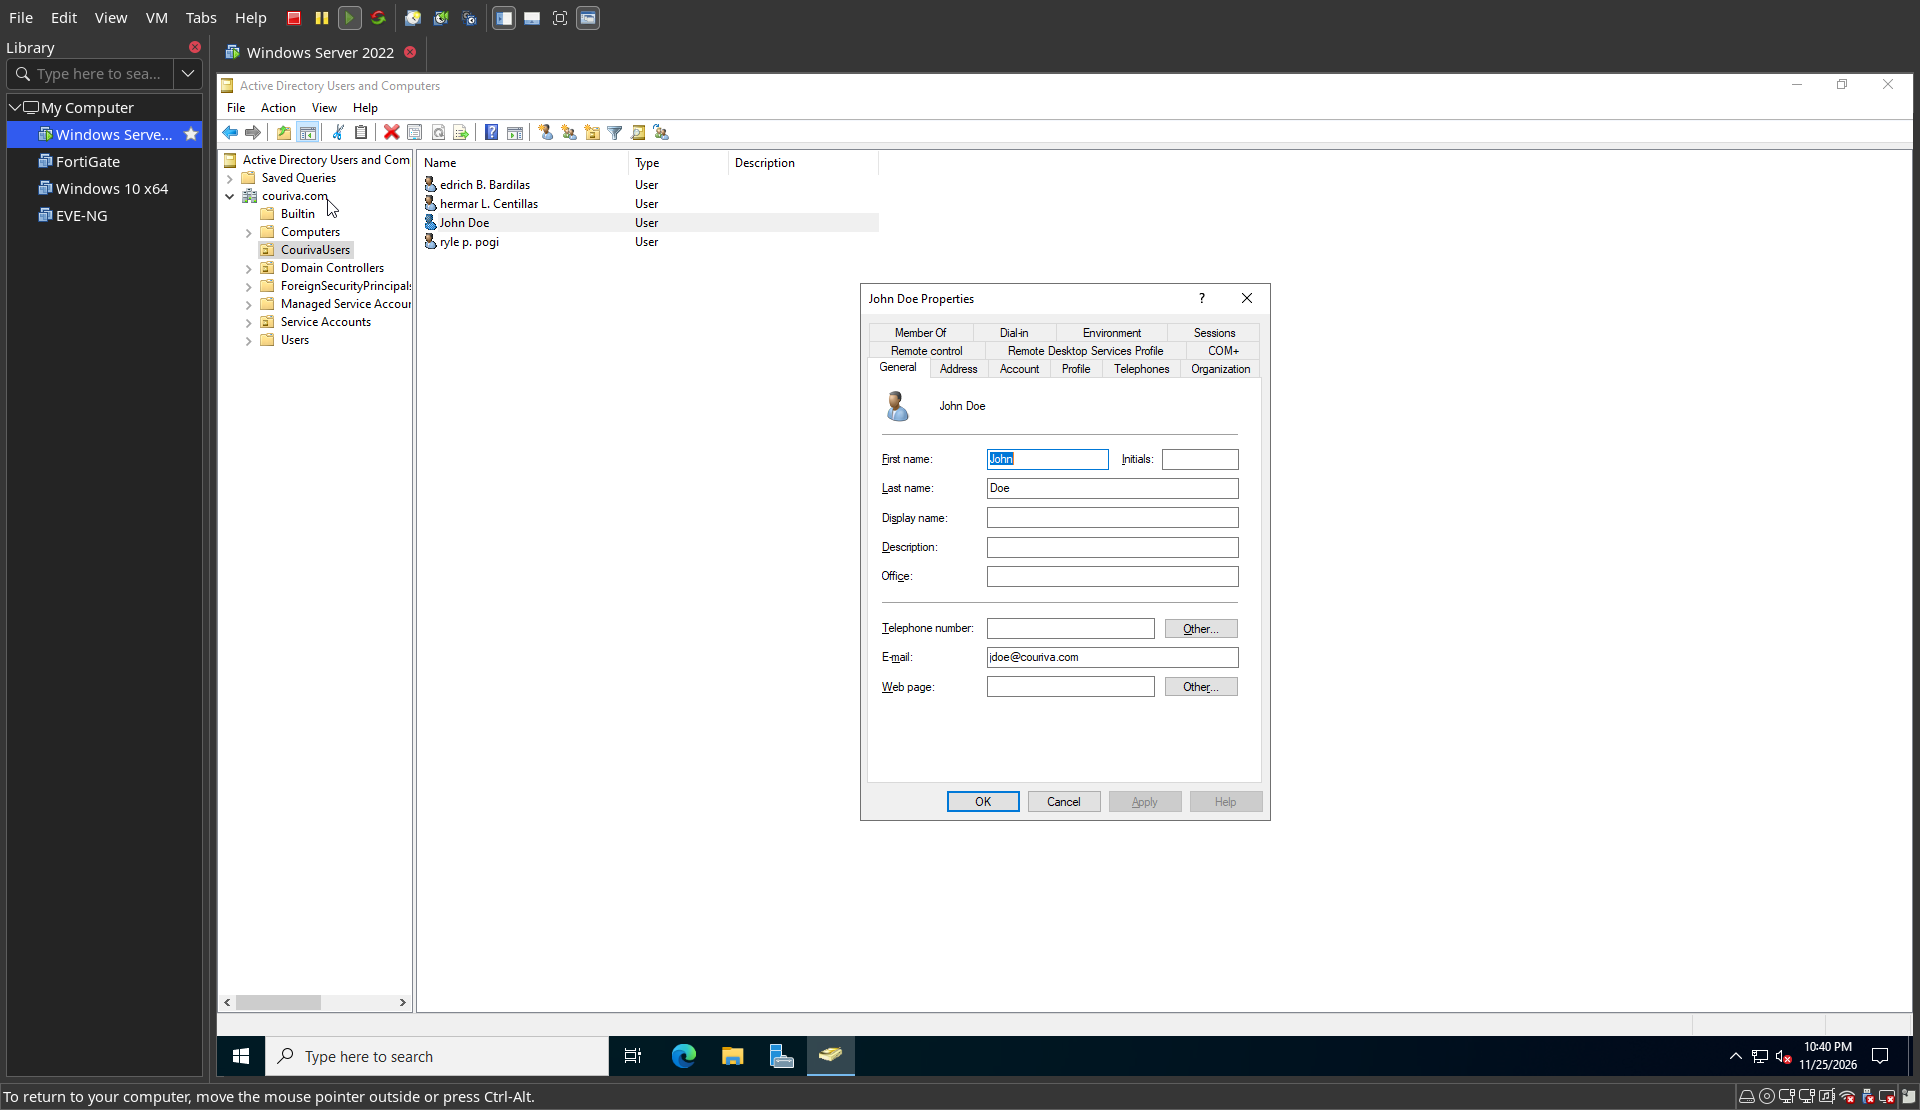 File Edit View VM Tabs Help
Library
Windows Server 2022
Type here to sea...
My Computer
Windows Serve...
FortiGate
Windows 10 x64
EVE-NG
Active Directory Users and Computers
File Action View Help
Active Directory Users and Com
Saved Queries
couriva.com
Builtin
Computers
CourivaUsers
Domain Controllers
ForeignSecurityPrincipals
Managed Service Accour
Service Accounts
Users
Name Type Description
edrich B. Bardilas User
hermar L. Centillas User
John Doe User
ryle p. pogi User
John Doe Properties ?
Member Of Dial-in Environment Sessions
Remote control Remote Desktop Services Profile COM+
General Address Account Profile Telephones Organization
John Doe
First name: John Initials:
Last name: Doe
Display name:
Description:
Office:
Telephone number: Other...
E-mail: jdoe@couriva.com
Web page: Other...
OK Cancel Apply Help
Type here to search
10:40 PM
11/25/2026
To return to your computer, move the mouse pointer outside or press Ctrl-Alt.